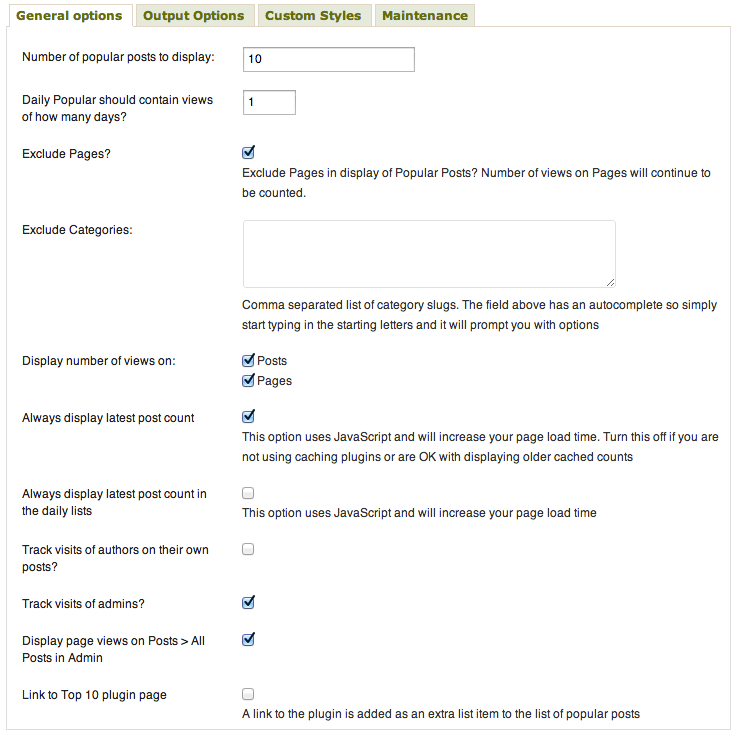 General options
Output Options
Custom Styles
Maintenance
Number of popular posts to display:
10
Daily Popular should contain views
of how many days?
1
Exclude Pages?
Exclude Pages in display of Popular Posts? Number of views on Pages will continue to
be counted.
Exclude Categories:
Comma separated list of category slugs. The field above has an autocomplete so simply
start typing in the starting letters and it will prompt you with options
Display number of views on:
Posts
Pages
Always display latest post count
This option uses JavaScript and will increase your page load time. Turn this off if you are
not using caching plugins or are OK with displaying older cached counts
Always display latest post count in
the daily lists
This option uses JavaScript and will increase your page load time
Track visits of authors on their own
posts?
Track visits of admins?
Display page views on Posts > All
Posts in Admin
Link to Top 10 plugin page
A link to the plugin is added as an extra list item to the list of popular posts